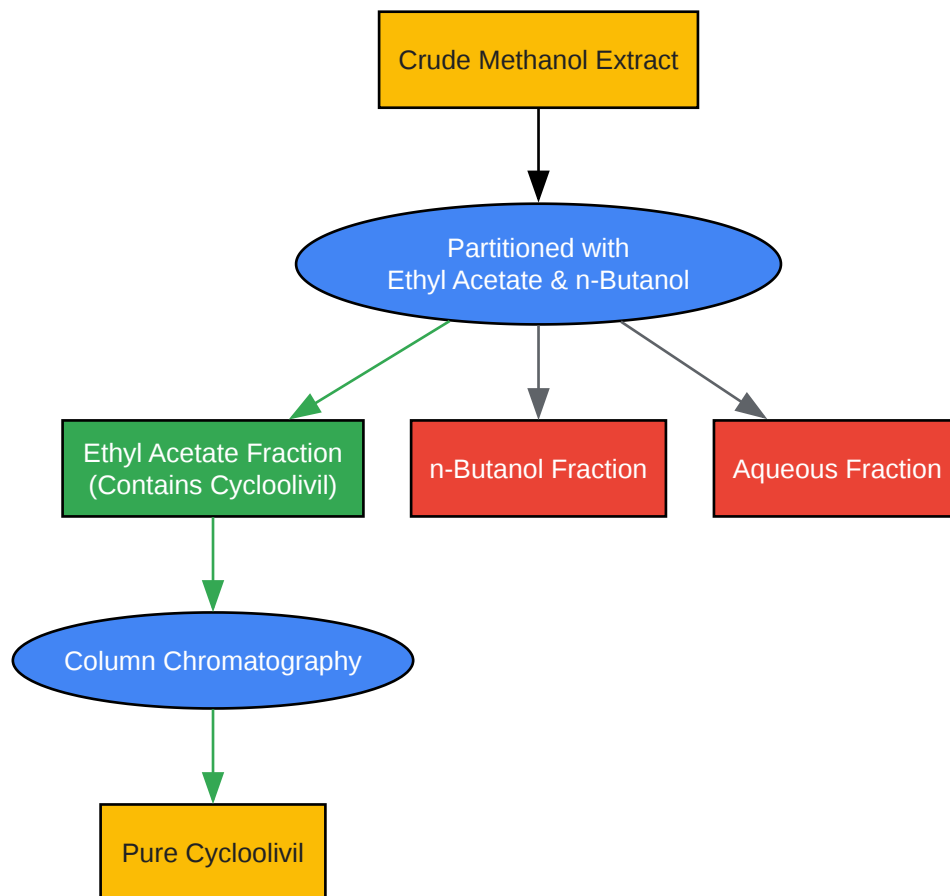 Crude Methanol Extract
Partitioned with
Ethyl Acetate & n-Butanol
Ethyl Acetate Fraction
(Contains Cycloolivil)
n-Butanol Fraction
Aqueous Fraction
Column Chromatography
Pure Cycloolivil